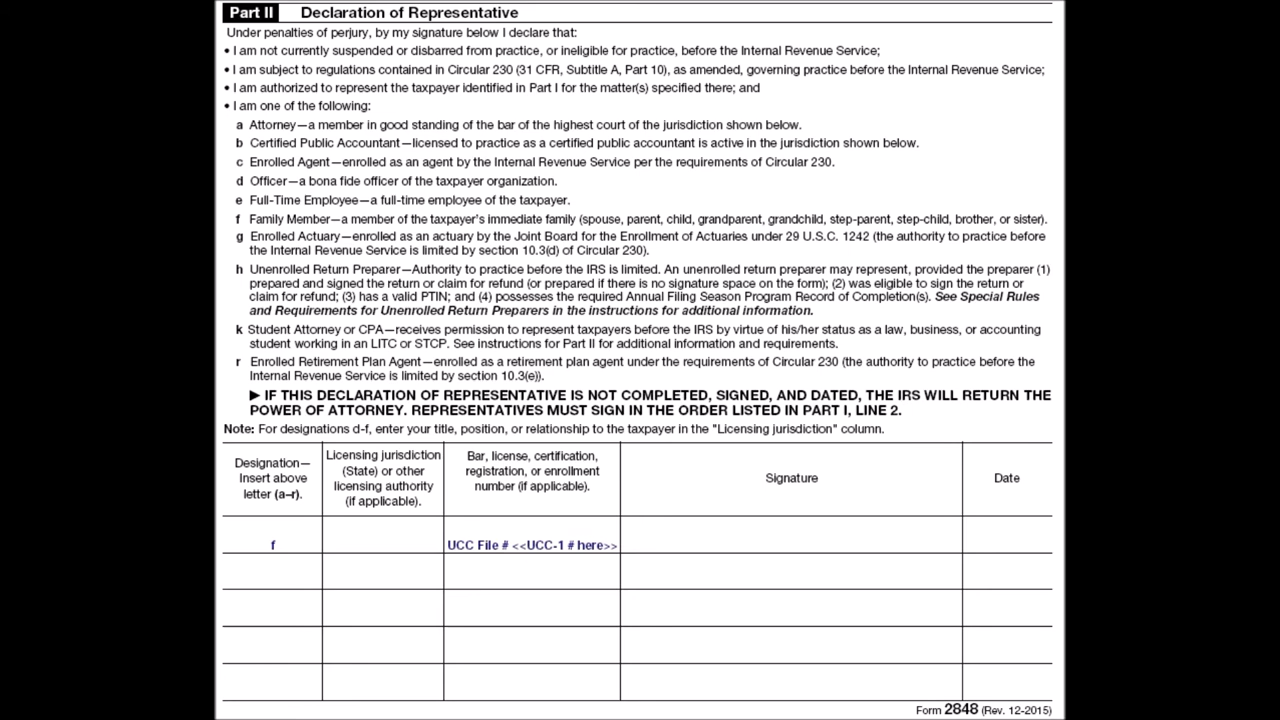 Part II Declaration of Representative
Under penalties of perjury, by my signature below I declare that:
• I am not currently suspended or disbarred from practice, or ineligible for practice, before the Internal Revenue Service;
• I am subject to regulations contained in Circular 230 (31 CFR, Subtitle A, Part 10), as amended, governing practice before the Internal Revenue Service;
• I am authorized to represent the taxpayer identified in Part I for the matter(s) specified there; and
• I am one of the following:
a Attorney—a member in good standing of the bar of the highest court of the jurisdiction shown below.
b Certified Public Accountant—licensed to practice as a certified public accountant is active in the jurisdiction shown below.
c Enrolled Agent—enrolled as an agent by the Internal Revenue Service per the requirements of Circular 230.
d Officer—a bona fide officer of the taxpayer organization.
e Full-Time Employee—a full-time employee of the taxpayer.
f Family Member—a member of the taxpayer's immediate family (spouse, parent, child, grandparent, grandchild, step-parent, step-child, brother, or sister).
g Enrolled Actuary—enrolled as an actuary by the Joint Board for the Enrollment of Actuaries under 29 U.S.C. 1242 (the authority to practice before
the Internal Revenue Service is limited by section 10.3(d) of Circular 230).
h Unenrolled Return Preparer—Authority to practice before the IRS is limited. An unenrolled return preparer may represent, provided the preparer (1)
prepared and signed the return or claim for refund (or prepared if there is no signature space on the form); (2) was eligible to sign the return or
claim for refund; (3) has a valid PTIN; and (4) possesses the required Annual Filing Season Program Record of Completion(s). See Special Rules
and Requirements for Unenrolled Return Preparers in the instructions for additional information.
k Student Attorney or CPA—receives permission to represent taxpayers before the IRS by virtue of his/her status as a law, business, or accounting
student working in an LITC or STCP. See instructions for Part II for additional information and requirements.
r Enrolled Retirement Plan Agent—enrolled as a retirement plan agent under the requirements of Circular 230 (the authority to practice before the
Internal Revenue Service is limited by section 10.3(e)).
▶ IF THIS DECLARATION OF REPRESENTATIVE IS NOT COMPLETED, SIGNED, AND DATED, THE IRS WILL RETURN THE
POWER OF ATTORNEY. REPRESENTATIVES MUST SIGN IN THE ORDER LISTED IN PART I, LINE 2.
Note: For designations d-f, enter your title, position, or relationship to the taxpayer in the "Licensing jurisdiction" column.
Designation—
Insert above
letter (a–r).
Licensing jurisdiction
(State) or other
licensing authority
(if applicable).
Bar, license, certification,
registration, or enrollment
number (if applicable).
Signature
Date
f
UCC File # <<UCC-1 # here>>
Form 2848 (Rev. 12-2015)